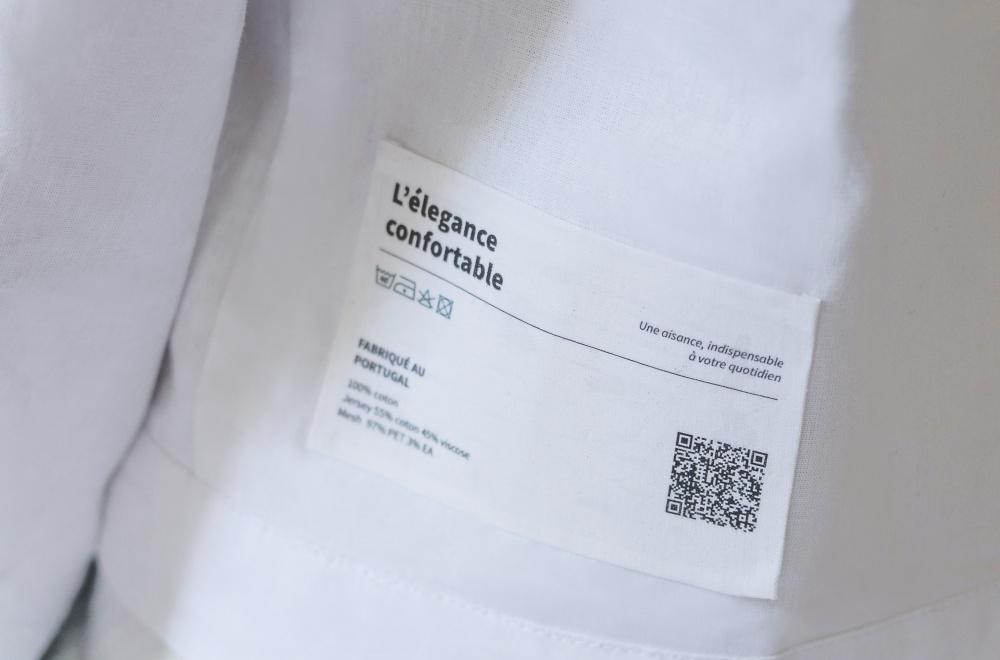 L'élegance
confortable
Une aisance, indispensable
à votre quotidien
FABRIQUÉ AU
PORTUGAL
100% coton
Jersey 55% coton 45% viscose
Mesh 97% PET 3% EA